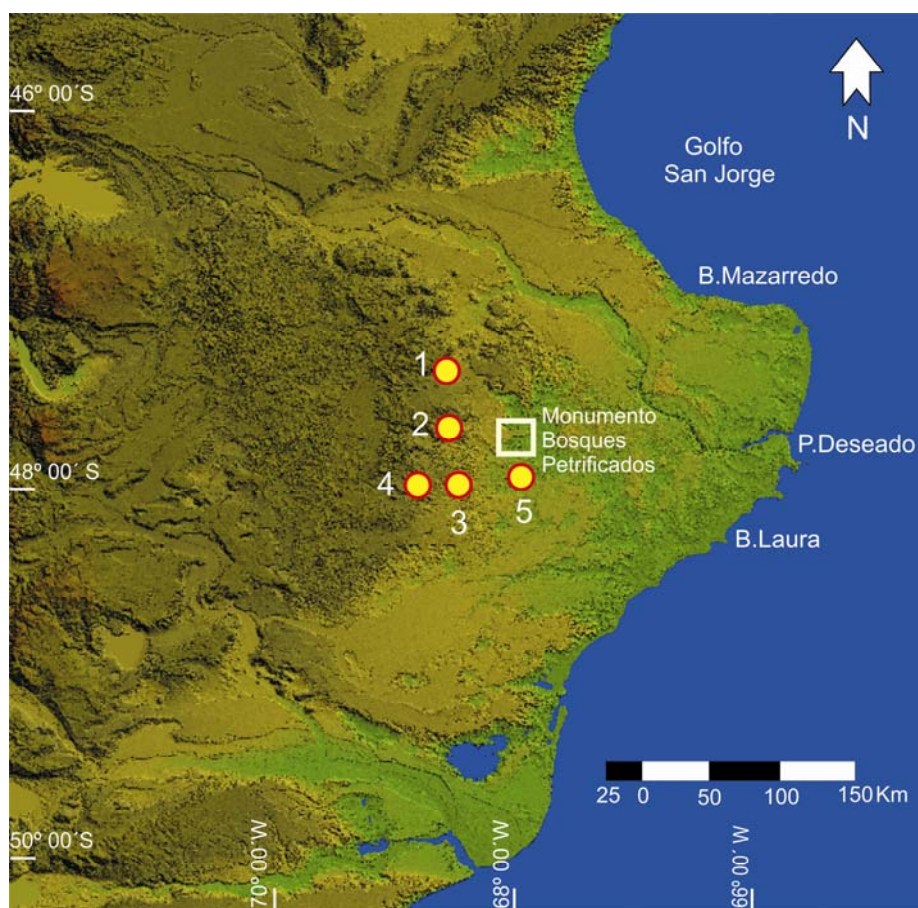 46º 00´S
N
Golfo
San Jorge
B.Mazarredo
1
2
Monumento
Bosques
Petrificados
P.Deseado
48º 00´S
4
3
5
B.Laura
25 0 50 100 150 Km
50º 00´S
70º 00´W
68º 00´W
66º 00´W